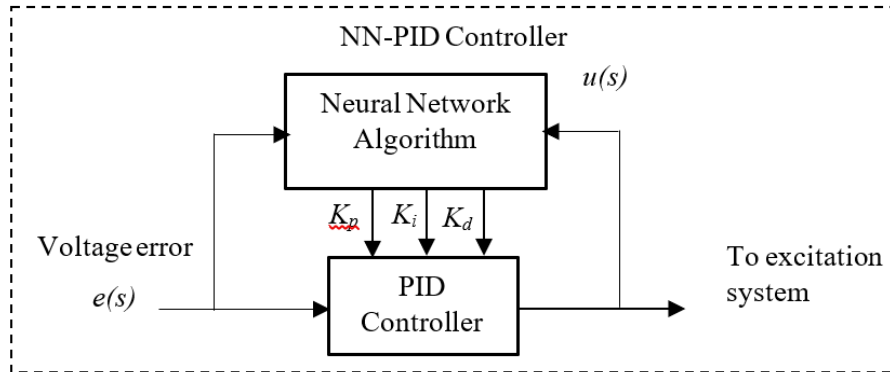 NN-PID Controller
u(s)
Neural Network
Algorithm
Kp
Ki
Kd
Voltage error
e(s)
PID
Controller
To excitation
system